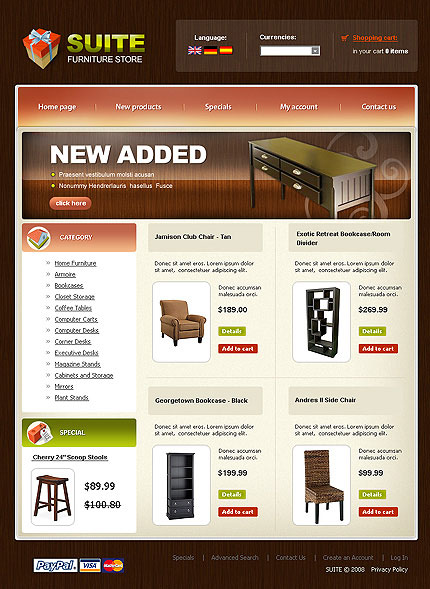 SUITE
FURNITURE STORE
Language:
Currencies:
Shopping cart:
in your cart 0 items
Home page
New products
Specials
My account
Contact us
NEW ADDED
Praesent vestibulum molsti acusan
Nonummy Hendrerlauris hasellus Fusce
click here
CATEGORY
Home Furniture
Armoire
Bookcases
Closet Storage
Coffee Tables
Computer Carts
Computer Desks
Corner Desks
Executive Desks
Magazine Stands
Cabinets and Storage
Mirrors
Plant Stands
SPECIAL
Cherry 24"Scoop Stools
$89.99
$100.80
Jamison Club Chair - Tan
Donec sit amet eros. Lorem ipsum dolor
sit am, consectetuer adipiscing elit.
Donec accumsan
malesuada orci.
$189.00
Details
Add to cart
Exotic Retreat Bookcase/Room
Divider
Donec sit amet eros. Lorem ipsum dolor
sit am, consectetuer adipiscing elit.
Donec accumsan
malesuada orci.
$269.99
Details
Add to cart
Georgetown Bookcase - Black
Donec sit amet eros. Lorem ipsum dolor
sit am, consectetuer adipiscing elit.
Donec accumsan
malesuada orci.
$199.99
Details
Add to cart
Andres II Side Chair
Donec sit amet eros. Lorem ipsum dolor
sit am, consectetuer adipiscing elit.
Donec accumsan
malesuada orci.
$99.99
Details
Add to cart
PayPal VISA MasterCard
Specials | Advanced Search | Contact Us | Create an Account | Log In
SUITE © 2008 Privacy Policy